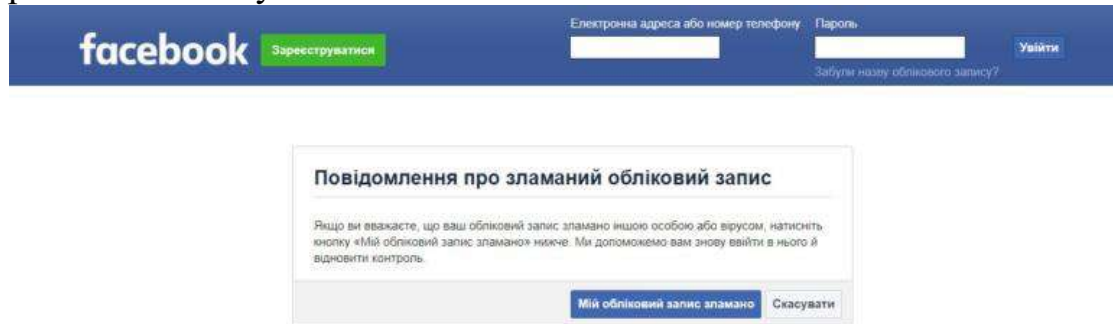 Електронна адреса або номер телефону Пароль
facebook Зареєструватися Увійти
Забули назву облікового запису?
Повідомлення про зламаний обліковий запис
Якщо ви вважаєте, що ваш обліковий запис зламано іншою особою або вірусом, натисніть
кнопку «Мій обліковий запис зламано» нижче. Ми допоможемо вам знову ввійти в нього й
відновити контроль.
Мій обліковий запис зламано Скасувати